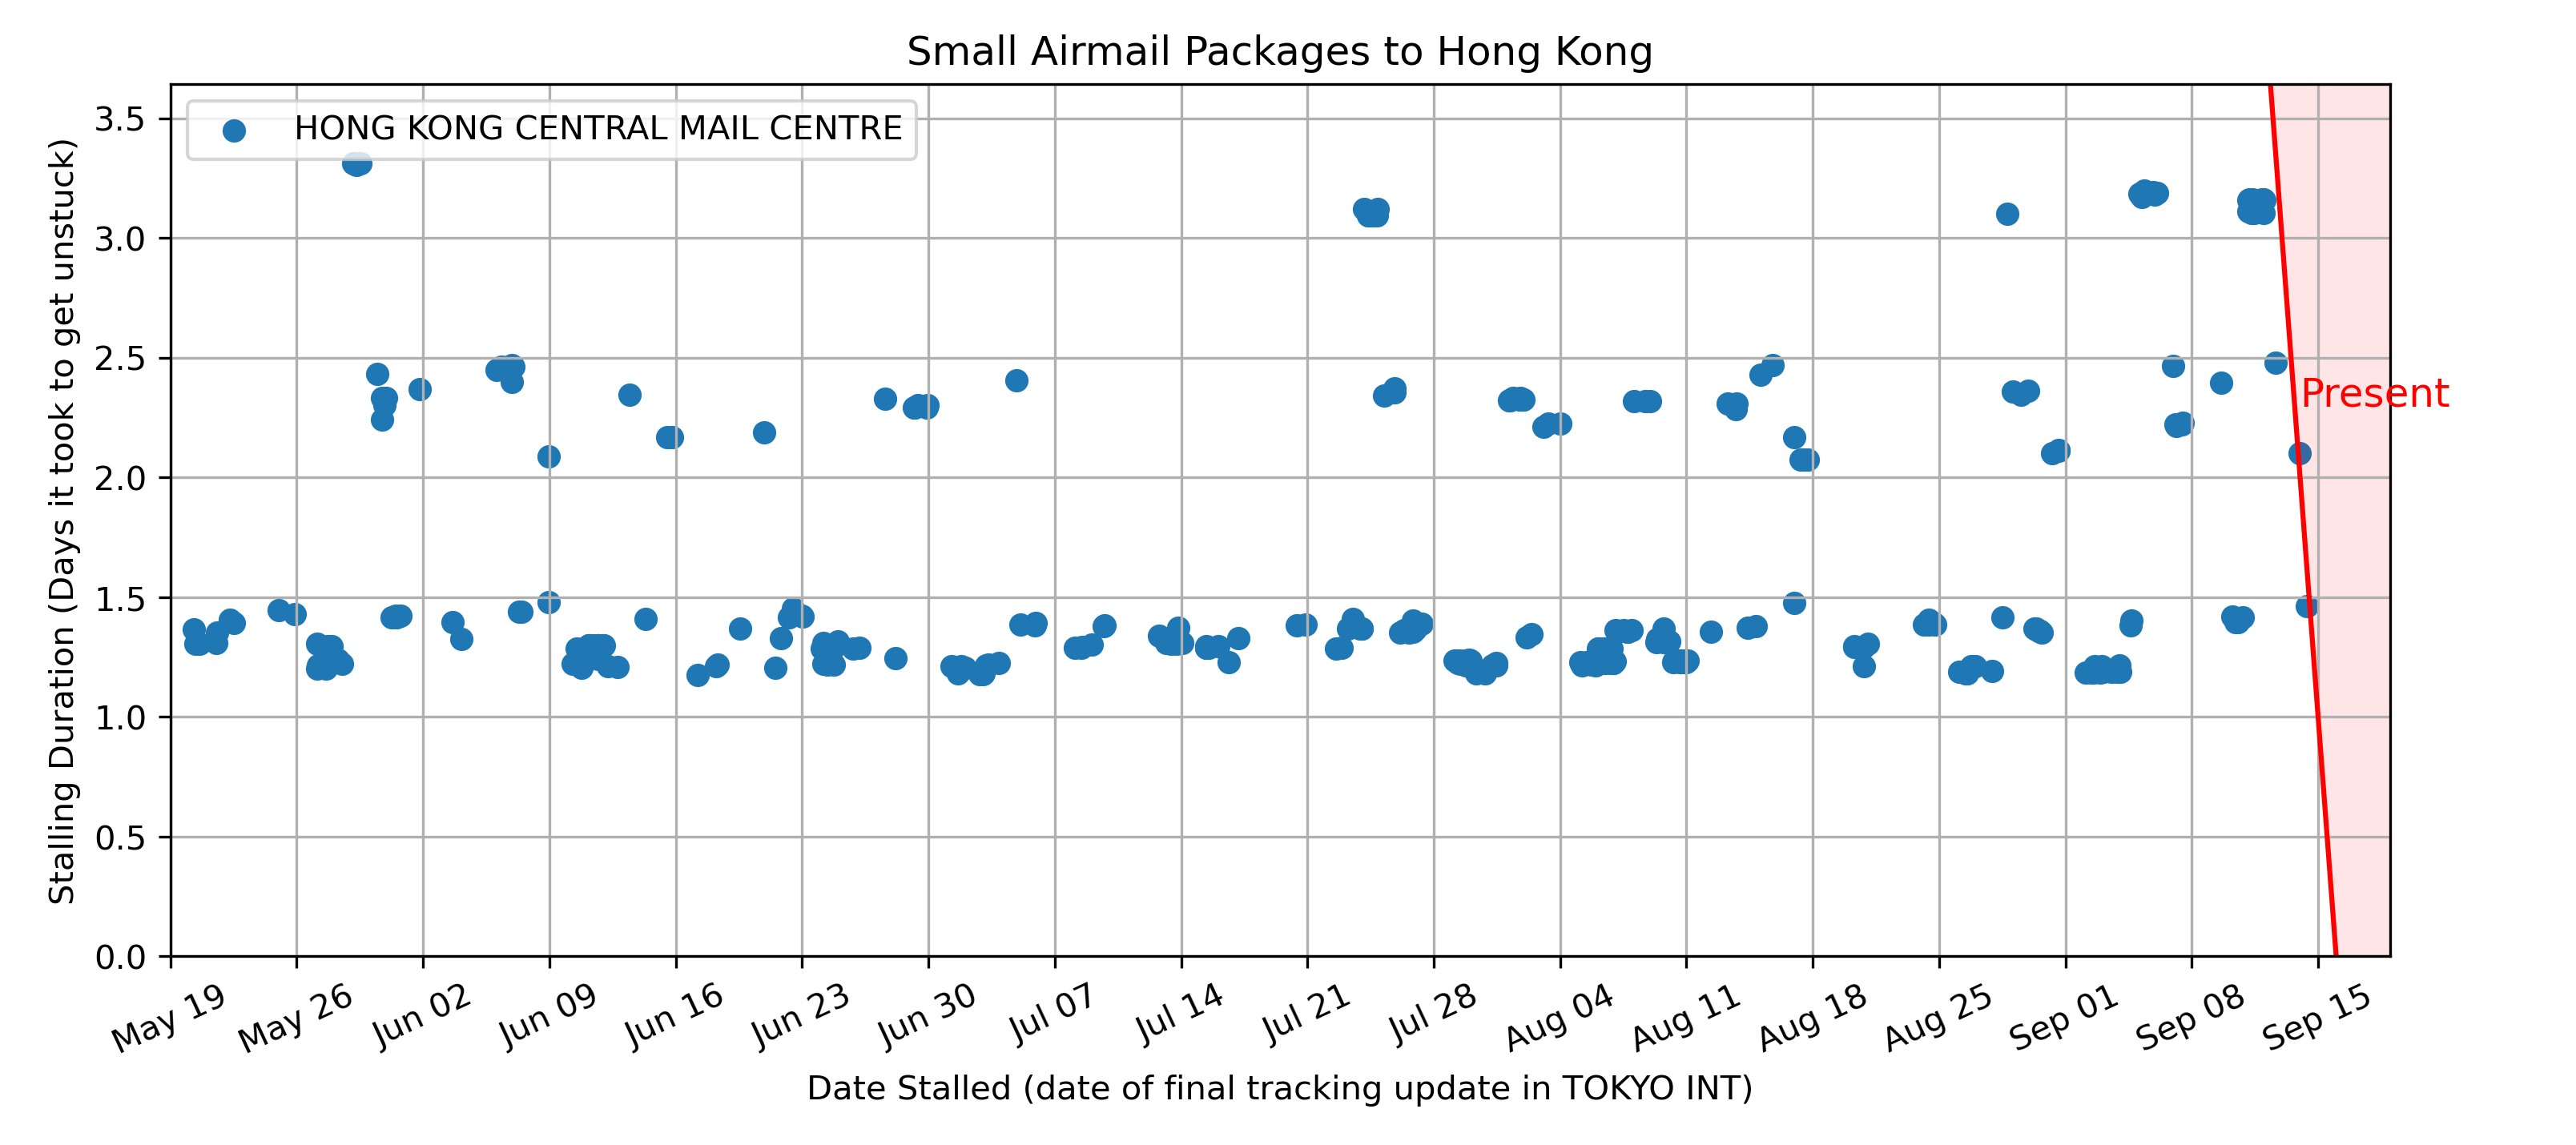 Small Airmail Packages to Hong Kong
HONG KONG CENTRAL MAIL CENTRE
Stalling Duration (Days it took to get unstuck)
3.5
3.0
2.5
2.0
1.5
1.0
0.5
0.0
Present
May 19
May 26
Jun 02
Jun 09
Jun 16
Jun 23
Jun 30
Jul 07
Jul 14
Jul 21
Jul 28
Aug 04
Aug 11
Aug 18
Aug 25
Sep 01
Sep 08
Sep 15
Date Stalled (date of final tracking update in TOKYO INT)